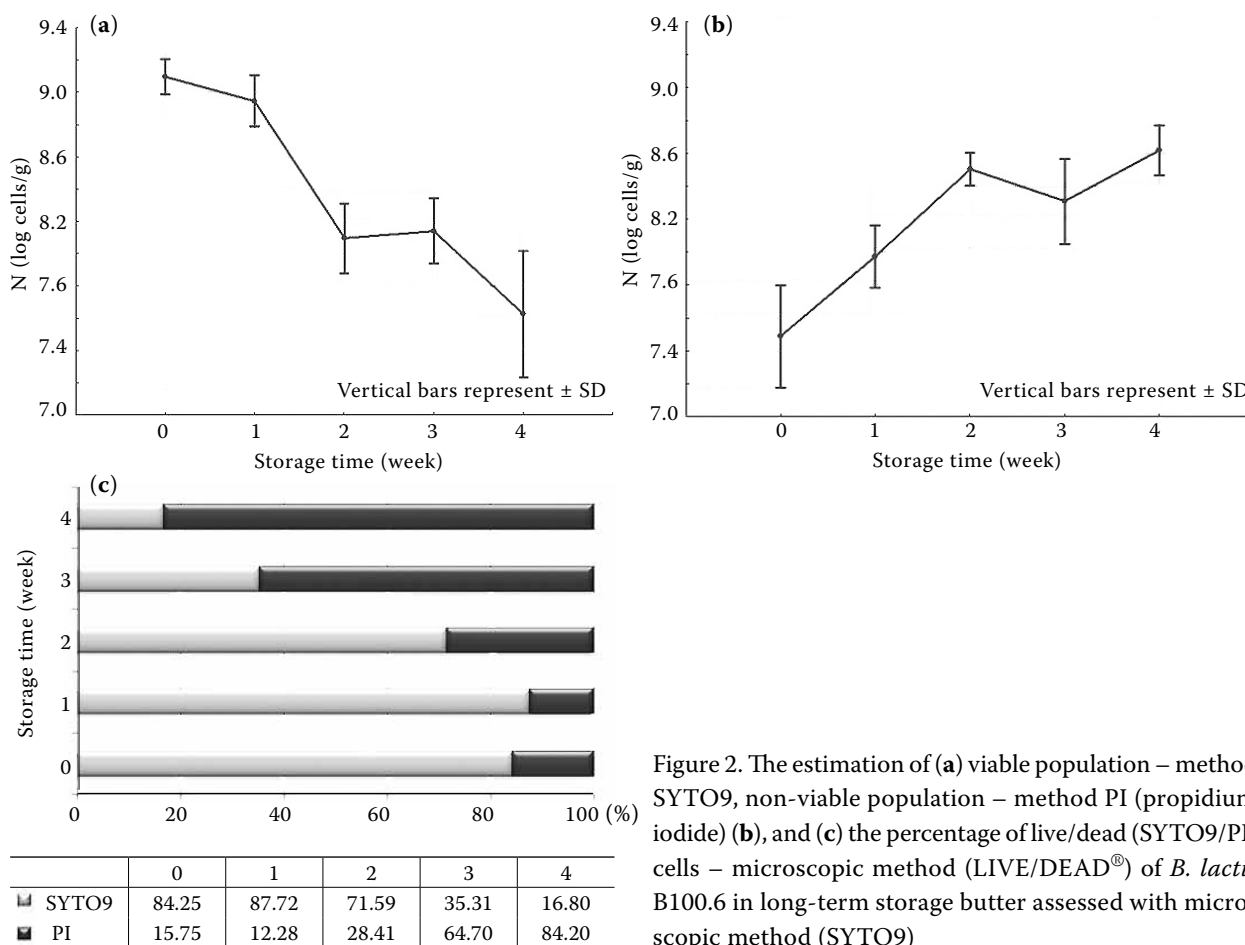 (a)
9.4
9.0
8.6
8.2
7.6
7.4
7.0
N (log cells/g)
Vertical bars represent ± SD
0 1 2 3 4
Storage time (week)
(b)
9.4
9.0
8.6
8.2
7.6
7.4
7.0
N (log cells/g)
Vertical bars represent ± SD
0 1 2 3 4
Storage time (week)
(c)
4
3
2
1
0
Storage time (week)
0 20 40 60 80 100 (%)
0 1 2 3 4
SYTO9 84.25 87.72 71.59 35.31 16.80
PI 15.75 12.28 28.41 64.70 84.20
Figure 2. The estimation of (a) viable population – method
SYTO9, non-viable population – method PI (propidium
iodide) (b), and (c) the percentage of live/dead (SYTO9/PI
cells – microscopic method (LIVE/DEAD®) of B. lacti
B100.6 in long-term storage butter assessed with micro
scopic method (SYTO9)